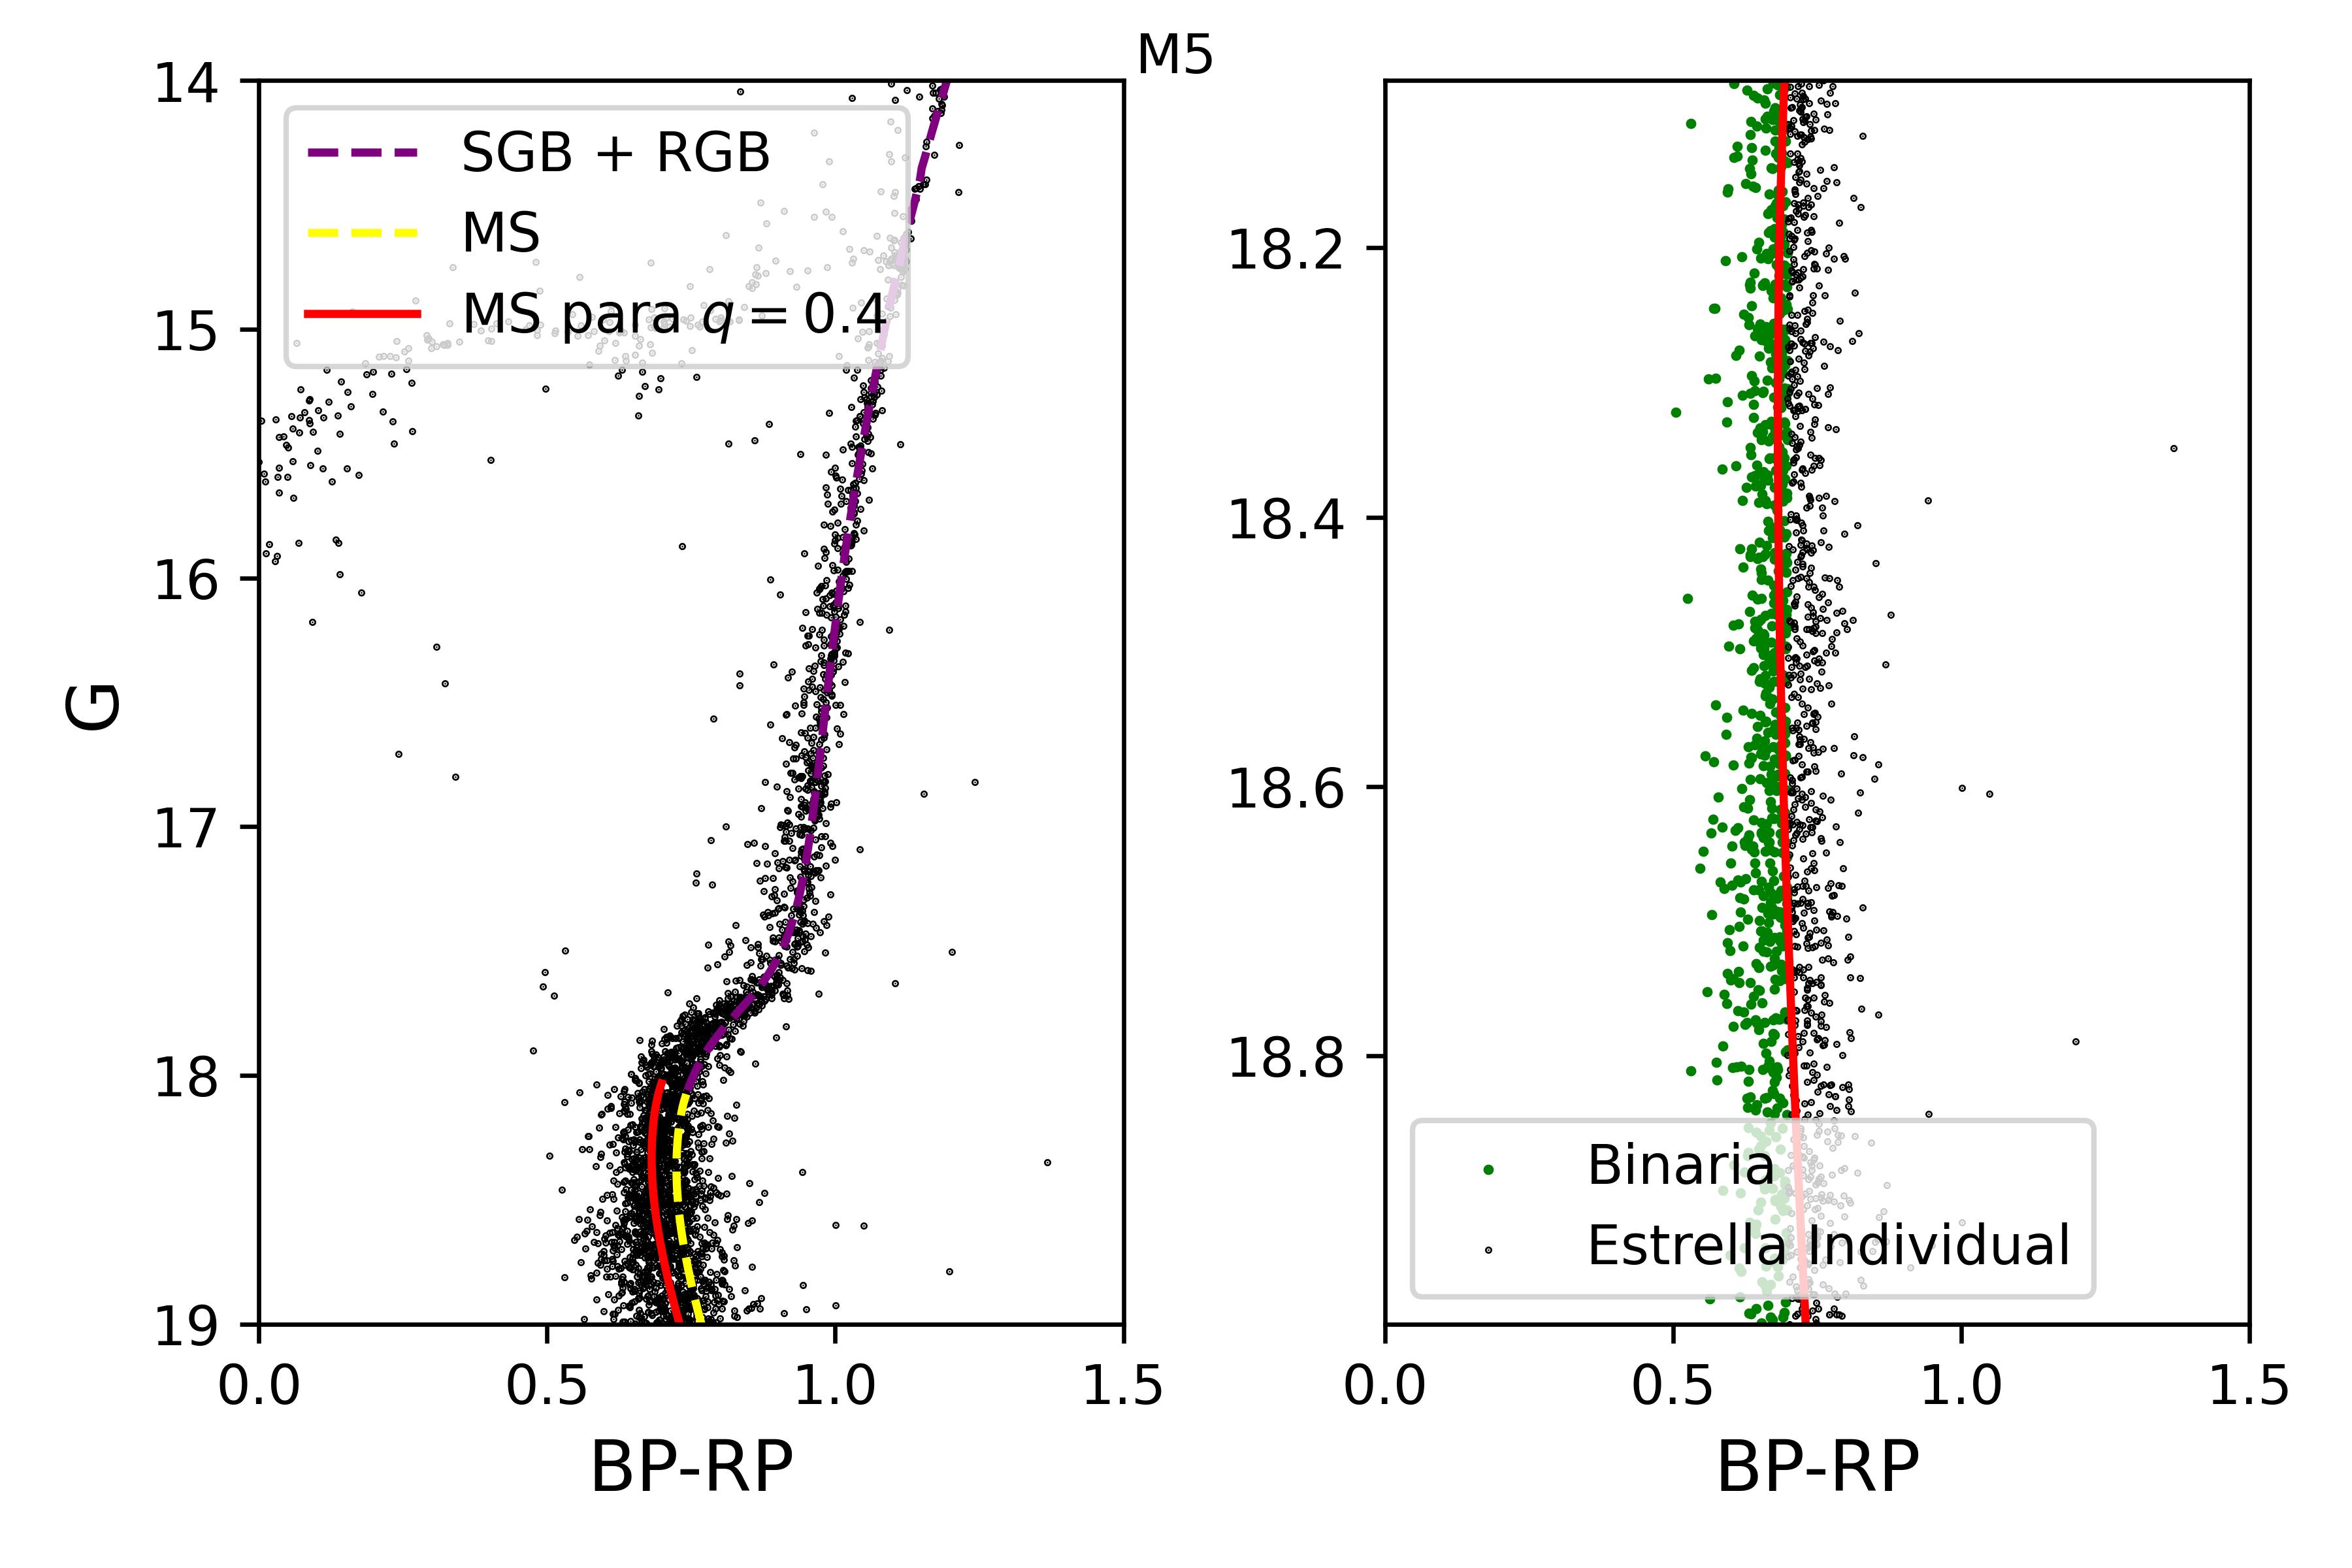 M5
14
15
16
17
18
19
G
SGB + RGB
MS
MS para q = 0.4
0.0 0.5 1.0 1.5
BP-RP
18.2
18.4
18.6
18.8
Binaria
Estrella Individual
0.0 0.5 1.0 1.5
BP-RP